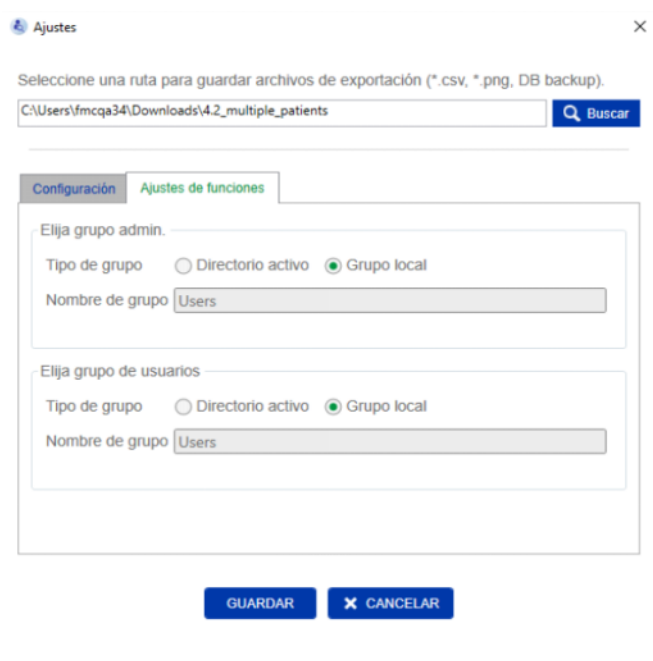 Ajustes
Seleccione una ruta para guardar archivos de exportación (*.csv, *.png, DB backup).
C:\Users\fmcqa34\Downloads\4.2_multiple_patients Buscar
Configuración Ajustes de funciones
Elija grupo admin.
Tipo de grupo Directorio activo Grupo local
Nombre de grupo Users
Elija grupo de usuarios
Tipo de grupo Directorio activo Grupo local
Nombre de grupo Users
GUARDAR CANCELAR